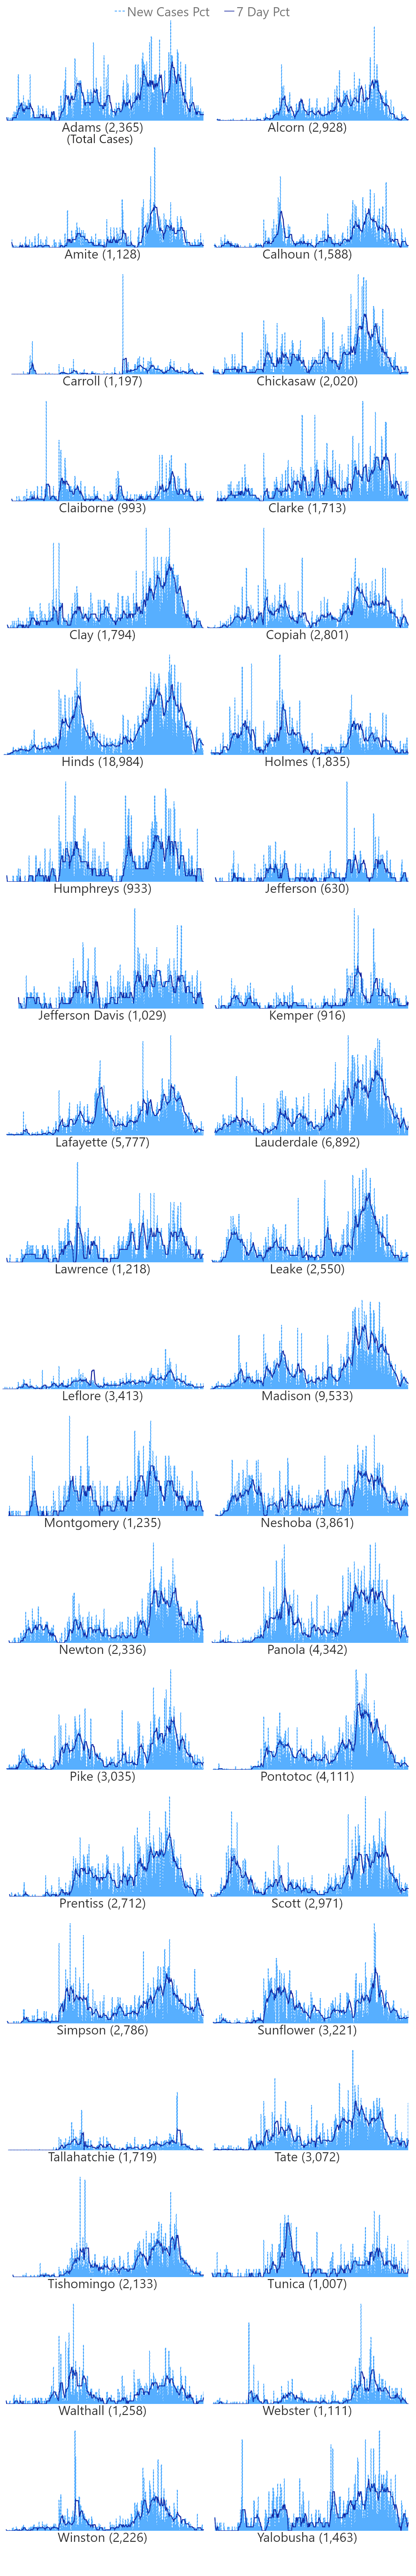 New Cases Pct 7 Day Pct
Adams (2,365) Alcorn (2,928)
(Total Cases)
Amite (1,128) Calhoun (1,588)
Carroll (1,197) Chickasaw (2,020)
Claiborne (993) Clarke (1,713)
Clay (1,794) Copiah (2,801)
Hinds (18,984) Holmes (1,835)
Humphreys (933) Jefferson (630)
Jefferson Davis (1,029) Kemper (916)
Lafayette (5,777) Lauderdale (6,892)
Lawrence (1,218) Leake (2,550)
Leflore (3,413) Madison (9,533)
Montgomery (1,235) Neshoba (3,861)
Newton (2,336) Panola (4,342)
Pike (3,035) Pontotoc (4,111)
Prentiss (2,712) Scott (2,971)
Simpson (2,786) Sunflower (3,221)
Tallahatchie (1,719) Tate (3,072)
Tishomingo (2,133) Tunica (1,007)
Walthall (1,258) Webster (1,111)
Winston (2,226) Yalobusha (1,463)